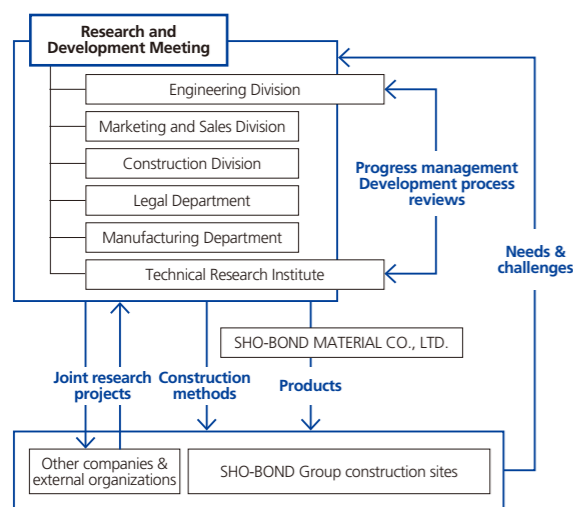 Research and
Development Meeting
Engineering Division
Marketing and Sales Division
Construction Division
Legal Department
Manufacturing Department
Technical Research Institute
Progress management
Development process
reviews
Needs &
challenges
SHO-BOND MATERIAL CO., LTD.
Joint research
projects
Construction
methods
Products
Other companies &
external organizations
SHO-BOND Group construction sites